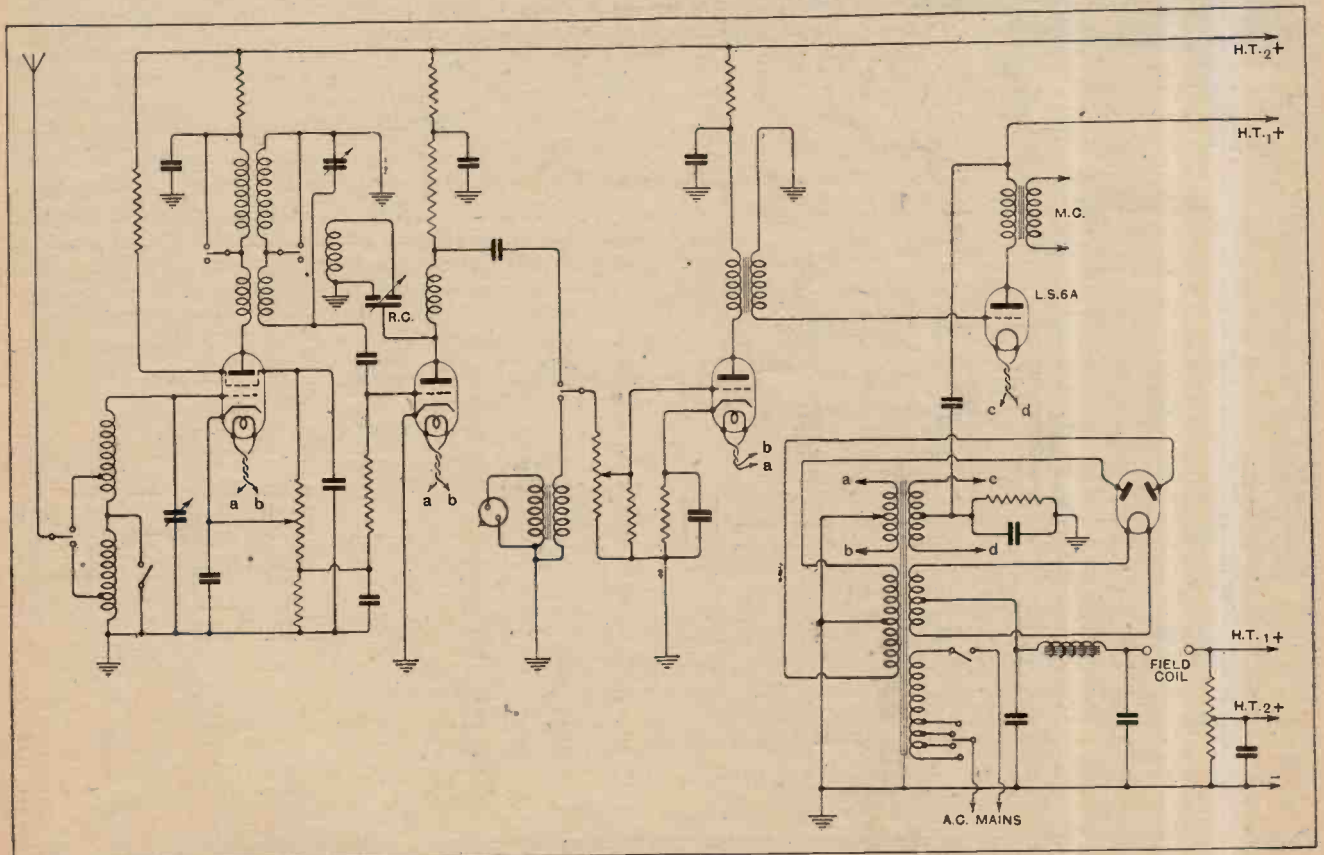 H.T.2+
H.T.1+
M.C.
L.S.6A
R.C.
a b
a b
b
a
c d
a
c
b
d
H.T.1+
FIELD
COIL
H.T.2+
−
A.C. MAINS